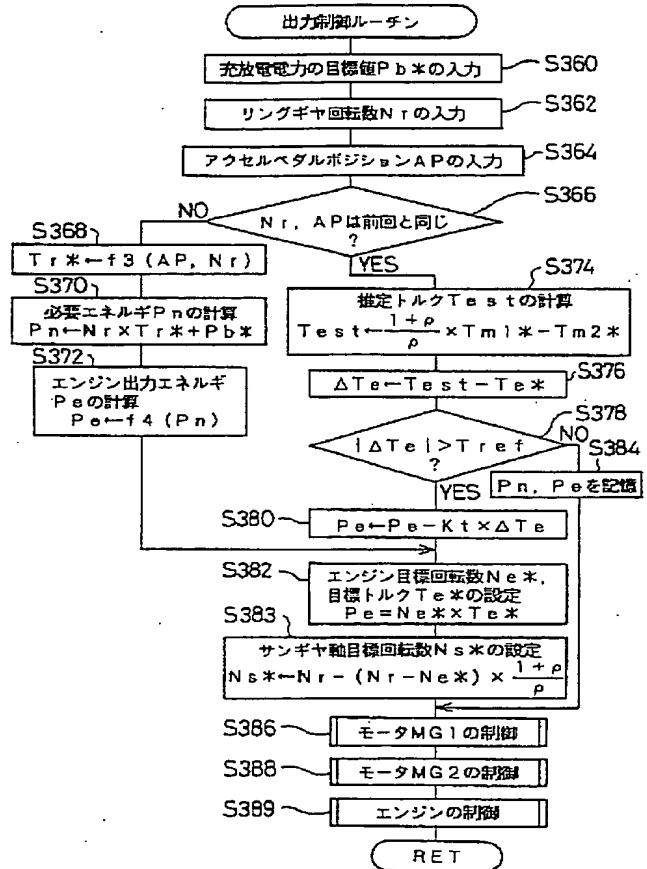 出力制御ルーチン
充放電電力の目標値Pb*の入力
S360
リングギヤ回転数Nrの入力
S362
アクセルペダルポジションAPの入力
S364
S366
Nr, APは前回と同じ
?
NO
YES
S368
Tr*←f3(AP, Nr)
S370
必要エネルギPnの計算
Pn←Nr×Tr*+Pb*
S372
エンジン出力エネルギ
Peの計算
Pe←f4(Pn)
S374
推定トルクTestの計算
Test←(1+ρ)/ρ×Tm1*-Tm2*
S376
ΔTe←Test-Te*
S378
|ΔTe|>Tref
?
NO
YES
S384
Pn, Peを記憶
S380
Pe←Pe-Kt×ΔTe
S382
エンジン目標回転数Ne*,
目標トルクTe*の設定
Pe=Ne*×Te*
S383
サンギヤ軸目標回転数Ns*の設定
Ns*←Nr-(Nr-Ne*)×(1+ρ)/ρ
S386
モータMG1の制御
S388
モータMG2の制御
S389
エンジンの制御
RET